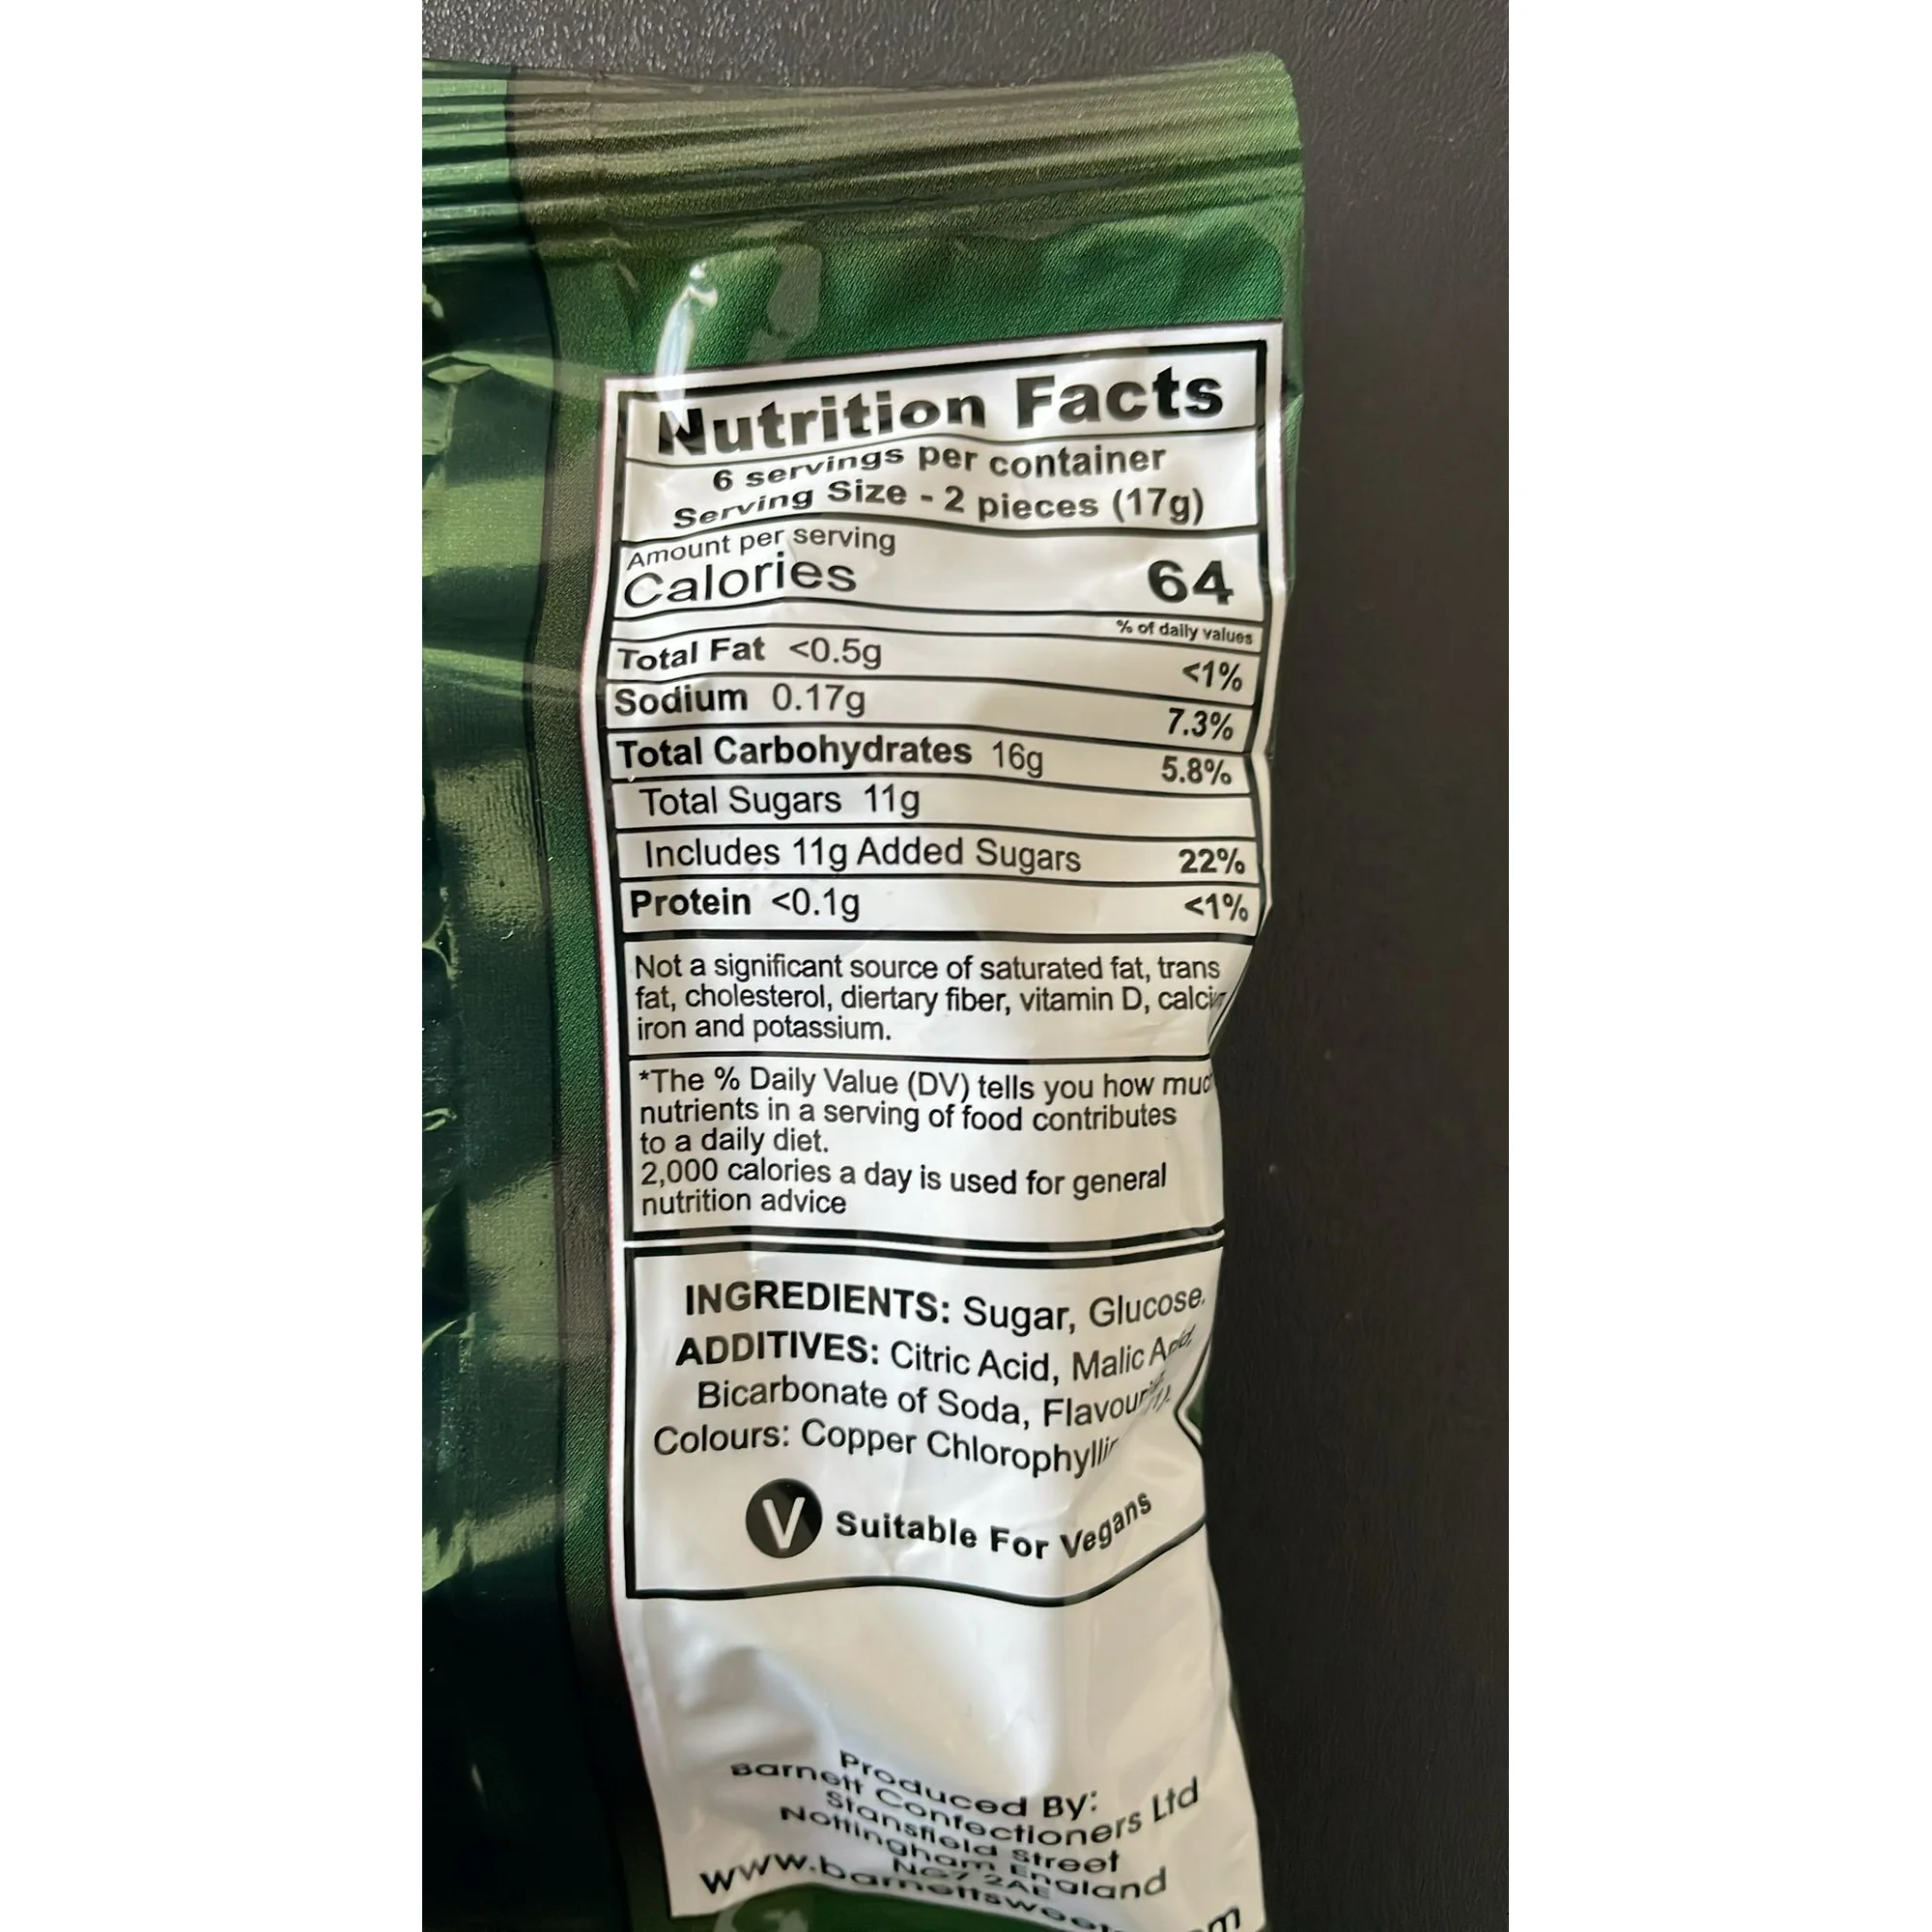 Nutrition Facts
6 servings per container
Serving Size - 2 pieces (17g)
Amount per serving
Calories 64
% of daily values
Total Fat <0.5g <1%
Sodium 0.17g 7.3%
Total Carbohydrates 16g 5.8%
Total Sugars 11g
Includes 11g Added Sugars 22%
Protein <0.1g <1%
Not a significant source of saturated fat, trans
fat, cholesterol, diertary fiber, vitamin D,
iron and potassium.
*The % Daily Value (DV) tells you how
nutrients in a serving of food contributes
to a daily diet.
2,000 calories a day is used for general
nutrition advice
INGREDIENTS: Sugar, Glucose.
ADDITIVES: Citric Acid, Malic Acid,
Bicarbonate of Soda,
Colours: Copper
V Suitable For Vegans
Produced By:
Barnett Confectioners Ltd
Stansfield Street
Nottingham England
NG7 2AE